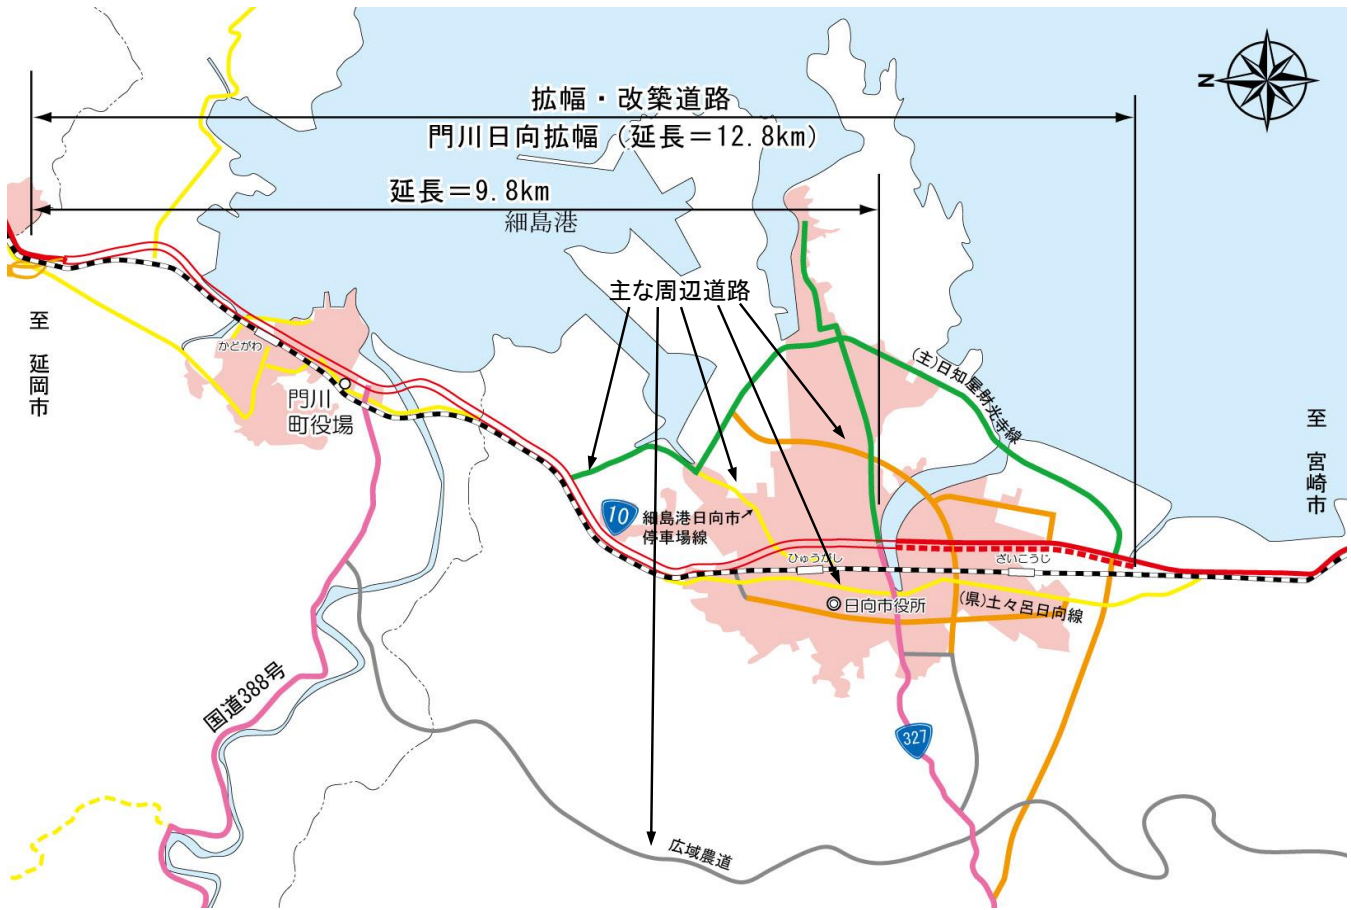 N
拡幅・改築道路
門川日向拡幅（延長＝12.8km）
延長＝9.8km
細島港
主な周辺道路
至 延岡市
かどがわ
門川
町役場
(主)日知屋財光寺線
至 宮崎市
10
細島港日向市
停車場線
ひゅうがし
ざいこうじ
日向市役所
(県)土々呂日向線
国道388号
327
広域農道